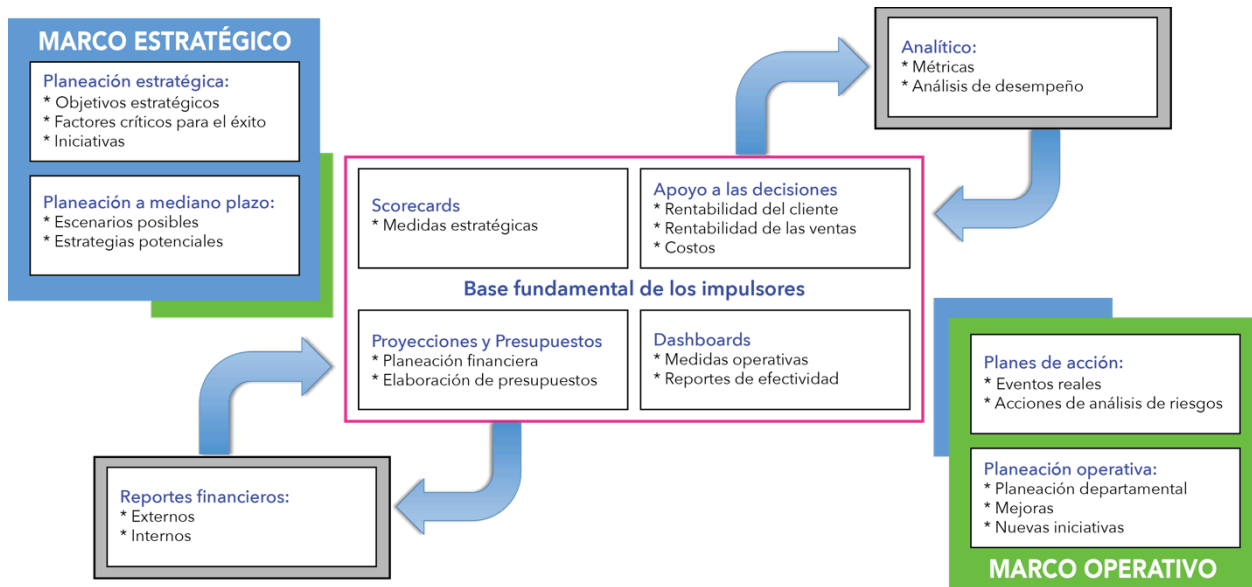 MARCO ESTRATÉGICO
Planeación estratégica:
* Objetivos estratégicos
* Factores críticos para el éxito
* Iniciativas
Planeación a mediano plazo:
* Escenarios posibles
* Estrategias potenciales
Analítico:
* Métricas
* Análisis de desempeño
Scorecards
* Medidas estratégicas
Apoyo a las decisiones
* Rentabilidad del cliente
* Rentabilidad de las ventas
* Costos
Base fundamental de los impulsores
Proyecciones y Presupuestos
* Planeación financiera
* Elaboración de presupuestos
Dashboards
* Medidas operativas
* Reportes de efectividad
Reportes financieros:
* Externos
* Internos
Planes de acción:
* Eventos reales
* Acciones de análisis de riesgos
Planeación operativa:
* Planeación departamental
* Mejoras
* Nuevas iniciativas
MARCO OPERATIVO